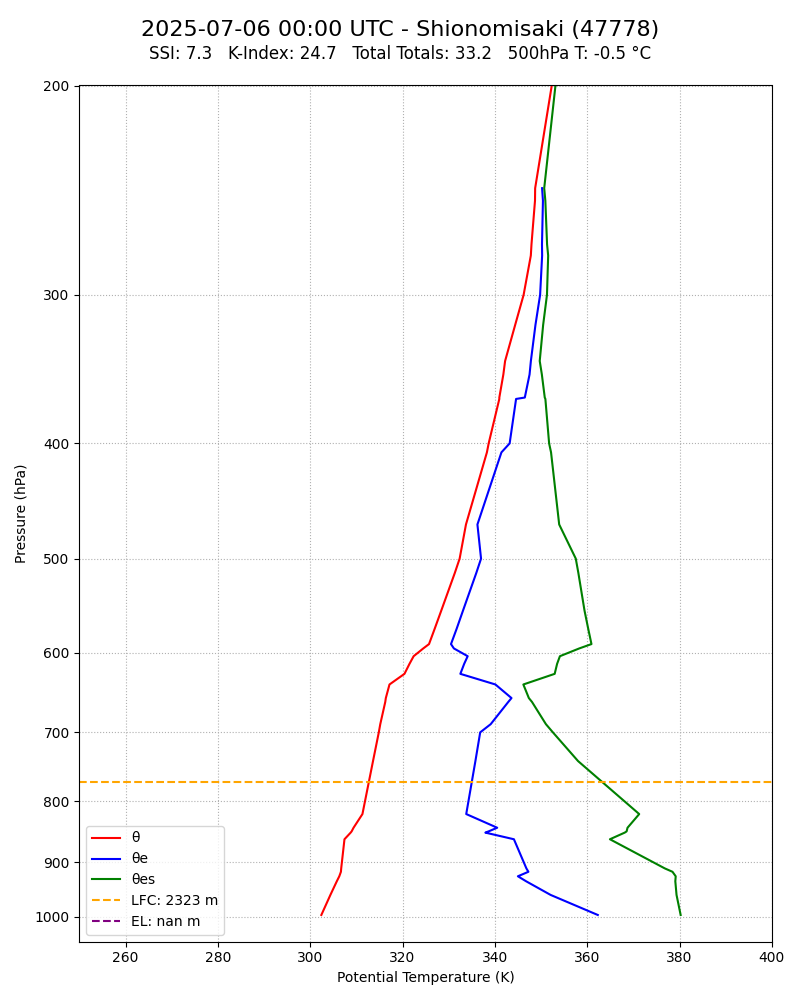 2025-07-06 00:00 UTC - Shionomisaki (47778)
SSI: 7.3   K-Index: 24.7   Total Totals: 33.2   500hPa T: -0.5 °C
200
300
400
500
600
700
800
900
1000
Pressure (hPa)
θ
θe
θes
LFC: 2323 m
EL: nan m
260 280 300 320 340 360 380 400
Potential Temperature (K)